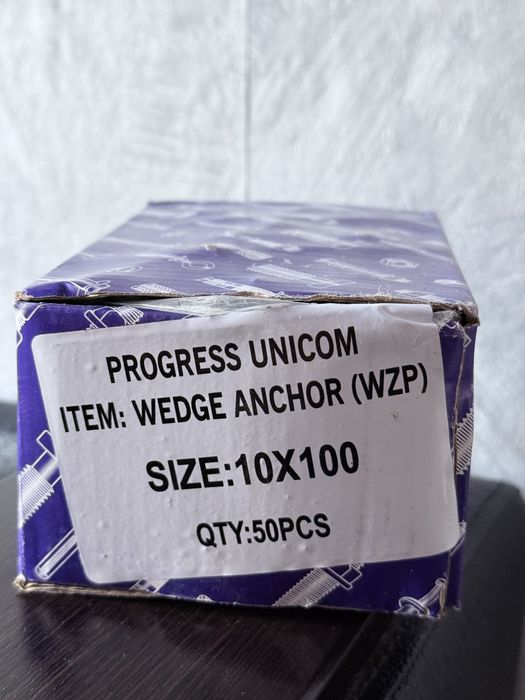 PROGRESS UNICOM
ITEM: WEDGE ANCHOR (WZP)
SIZE:10X100
QTY:50PCS